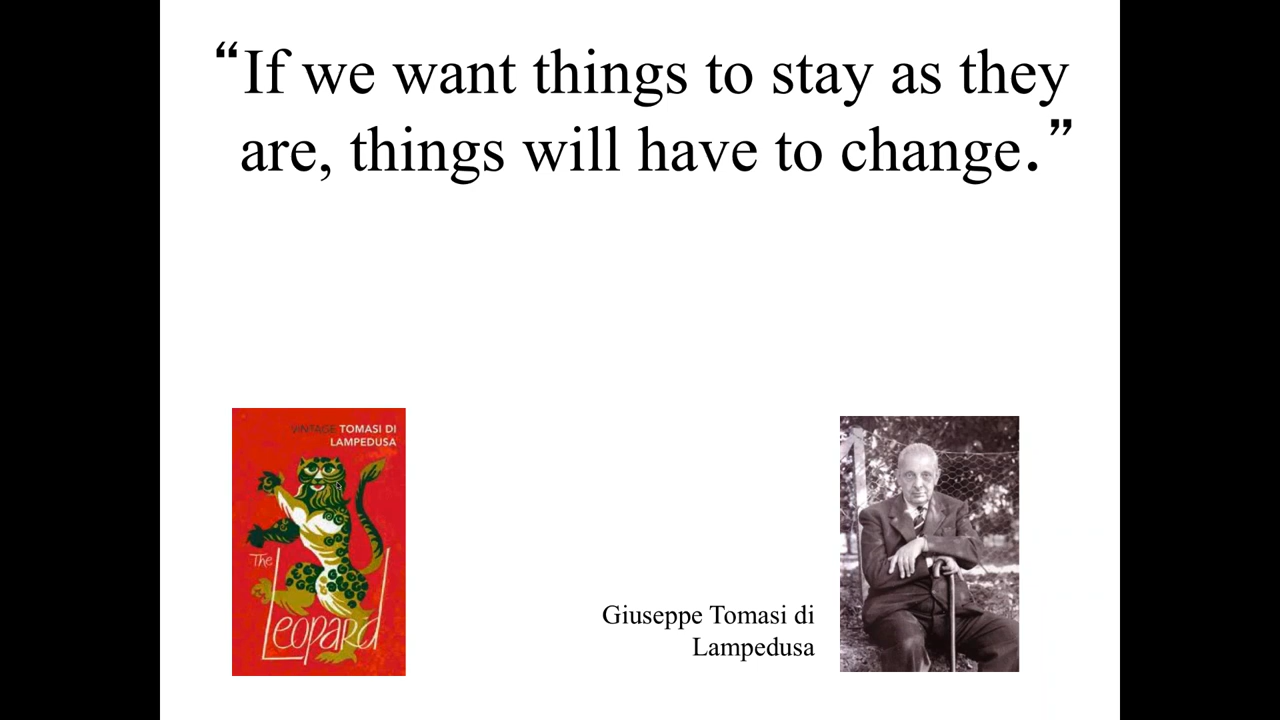 “If we want things to stay as they
are, things will have to change.”
VINTAGE TOMASI DI
LAMPEDUSA
The
Leopard
Giuseppe Tomasi di
Lampedusa